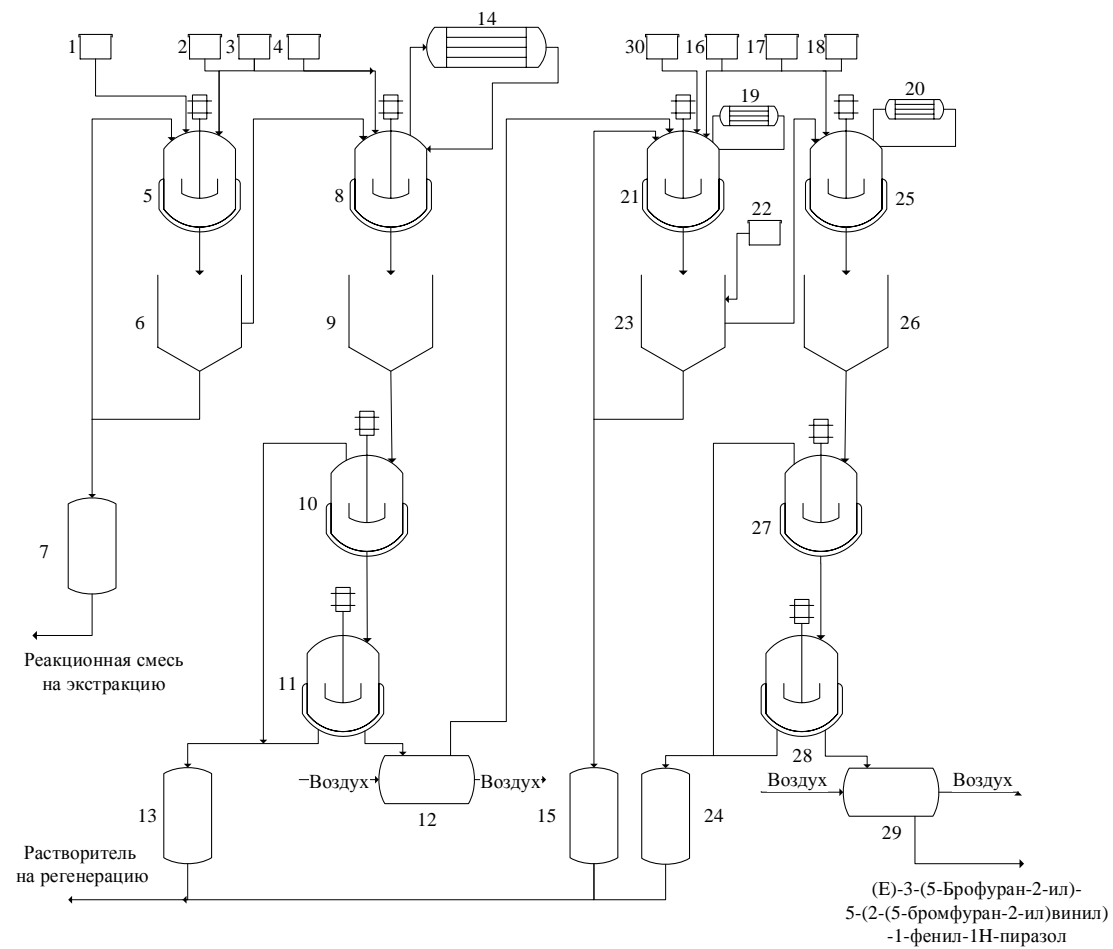 1
2
3
4
14
30
16
17
18
19
20
5
8
21
22
25
6
9
23
26
10
27
7
Реакционная смесь
на экстракцию
11
28
Воздух
Воздух
Воздух
Воздух
13
12
15
24
29
Растворитель
на регенерацию
(E)-3-(5-Брофуран-2-ил)-
5-(2-(5-бромфуран-2-ил)винил)
-1-фенил-1Н-пиразол